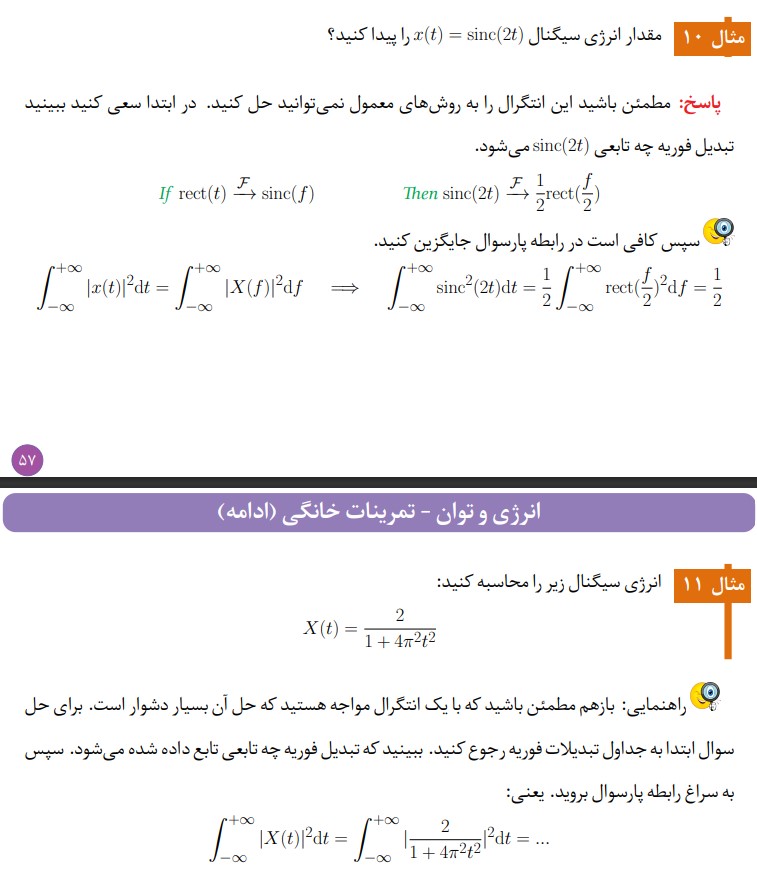 مثال ۱۰ مقدار انرژی سیگنال x(t) = sinc(2t) را پیدا کنید؟
پاسخ: مطمئن باشید این انتگرال را به روش‌های معمول نمی‌توانید حل کنید. در ابتدا سعی کنید ببینید
تبدیل فوریه چه تابعی sinc(2t) می‌شود.
If rect(t) \xrightarrow{\mathcal{F}} sinc(f) Then sinc(2t) \xrightarrow{\mathcal{F}} \frac{1}{2}rect(\frac{f}{2})
سپس کافی است در رابطه پارسوال جایگزین کنید.
\int_{-\infty}^{+\infty} |x(t)|^2 dt = \int_{-\infty}^{+\infty} |X(f)|^2 df \implies \int_{-\infty}^{+\infty} sinc^2(2t)dt = \frac{1}{2} \int_{-\infty}^{+\infty} rect(\frac{f}{2})^2 df = \frac{1}{2}
۵۷
انرژی و توان - تمرینات خانگی (ادامه)
مثال ۱۱ انرژی سیگنال زیر را محاسبه کنید:
X(t) = \frac{2}{1 + 4\pi^2 t^2}
راهنمایی: بازهم مطمئن باشید که با یک انتگرال مواجه هستید که حل آن بسیار دشوار است. برای حل
سوال ابتدا به جداول تبدیلات فوریه رجوع کنید. ببینید که تبدیل فوریه چه تابعی تابع داده شده می‌شود. سپس
به سراغ رابطه پارسوال بروید. یعنی:
\int_{-\infty}^{+\infty} |X(t)|^2 dt = \int_{-\infty}^{+\infty} |\frac{2}{1 + 4\pi^2 t^2}|^2 dt = ...